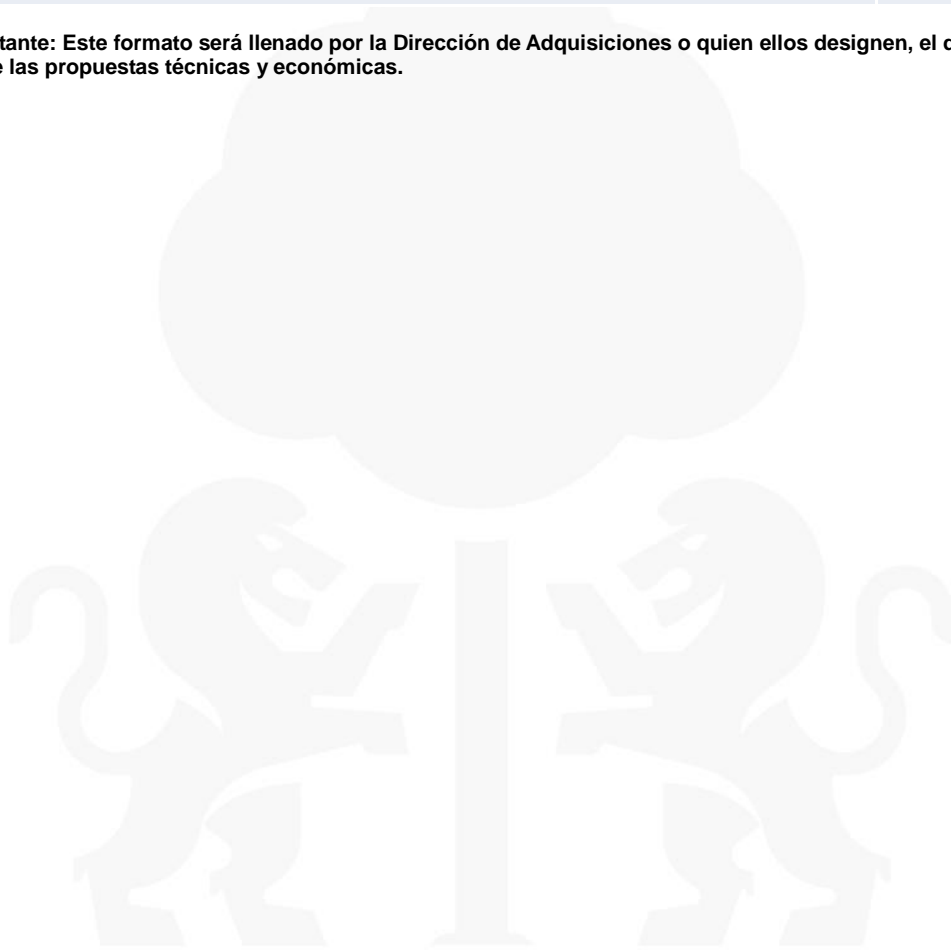 tante: Este formato será llenado por la Dirección de Adquisiciones o quien ellos designen, el d
e las propuestas técnicas y económicas.